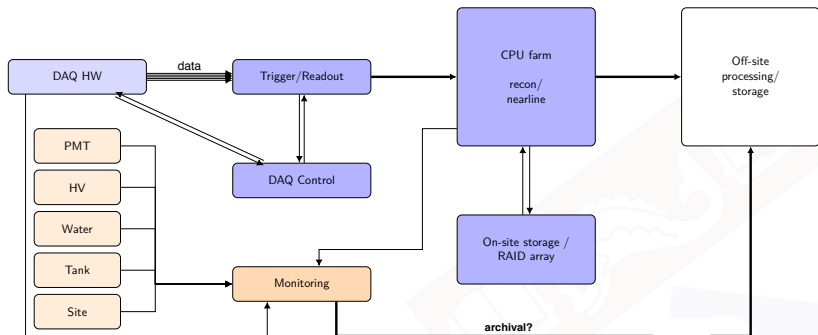 data
DAQ HW
Trigger/Readout
CPU farm
recon/
nearline
Off-site
processing/
storage
PMT
HV
Water
Tank
Site
DAQ Control
On-site storage /
RAID array
Monitoring
archival?